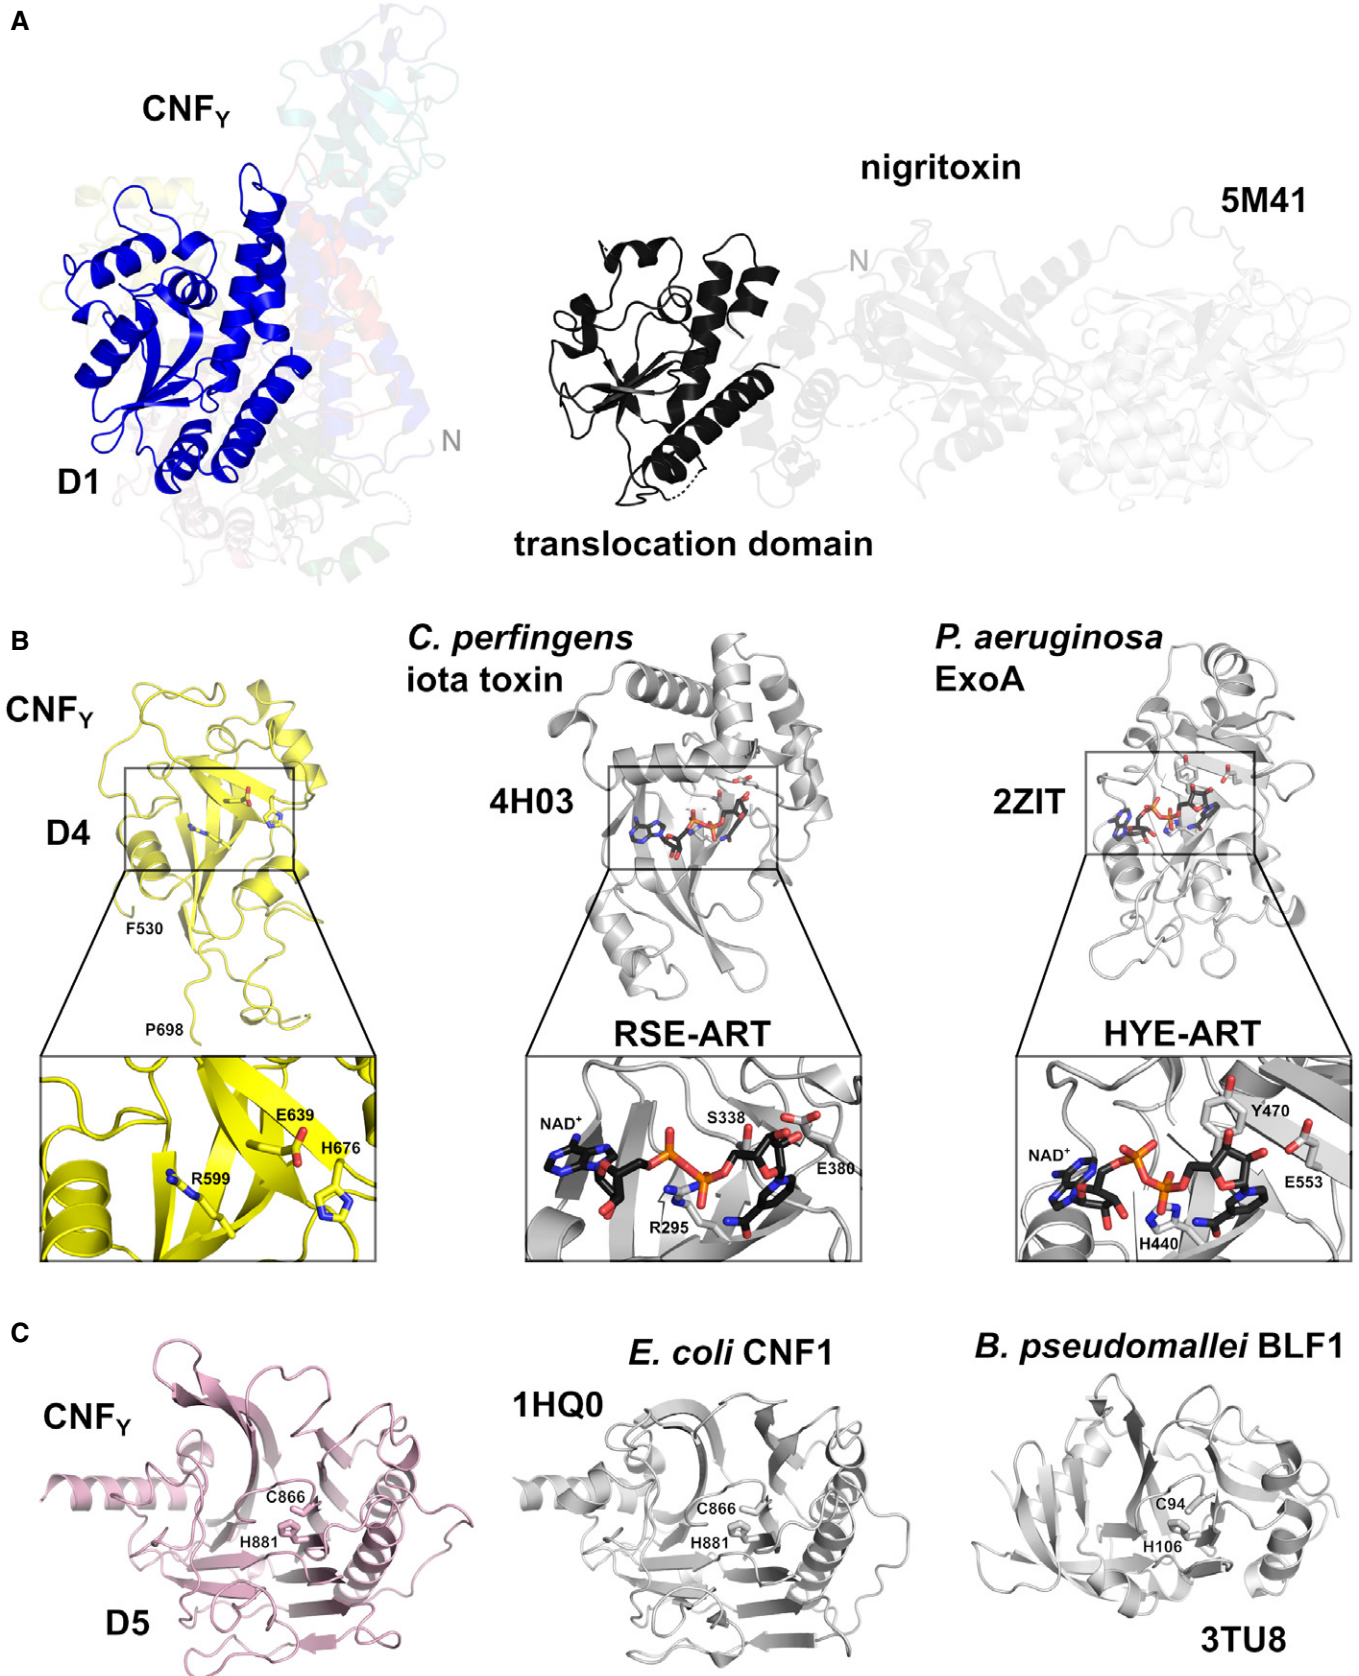 A
CNFY
nigritoxin
5M41
N
N
C
D1
translocation domain
B
C. perfingens
iota toxin
P. aeruginosa
ExoA
CNFY
4H03
2ZIT
D4
F530
P698
RSE-ART
HYE-ART
E639
H676
R599
NAD+
S338
E380
R295
NAD+
Y470
E553
H440
C
E. coli CNF1
B. pseudomallei BLF1
CNFY
1HQ0
C866
H881
C866
H881
C94
H106
D5
3TU8